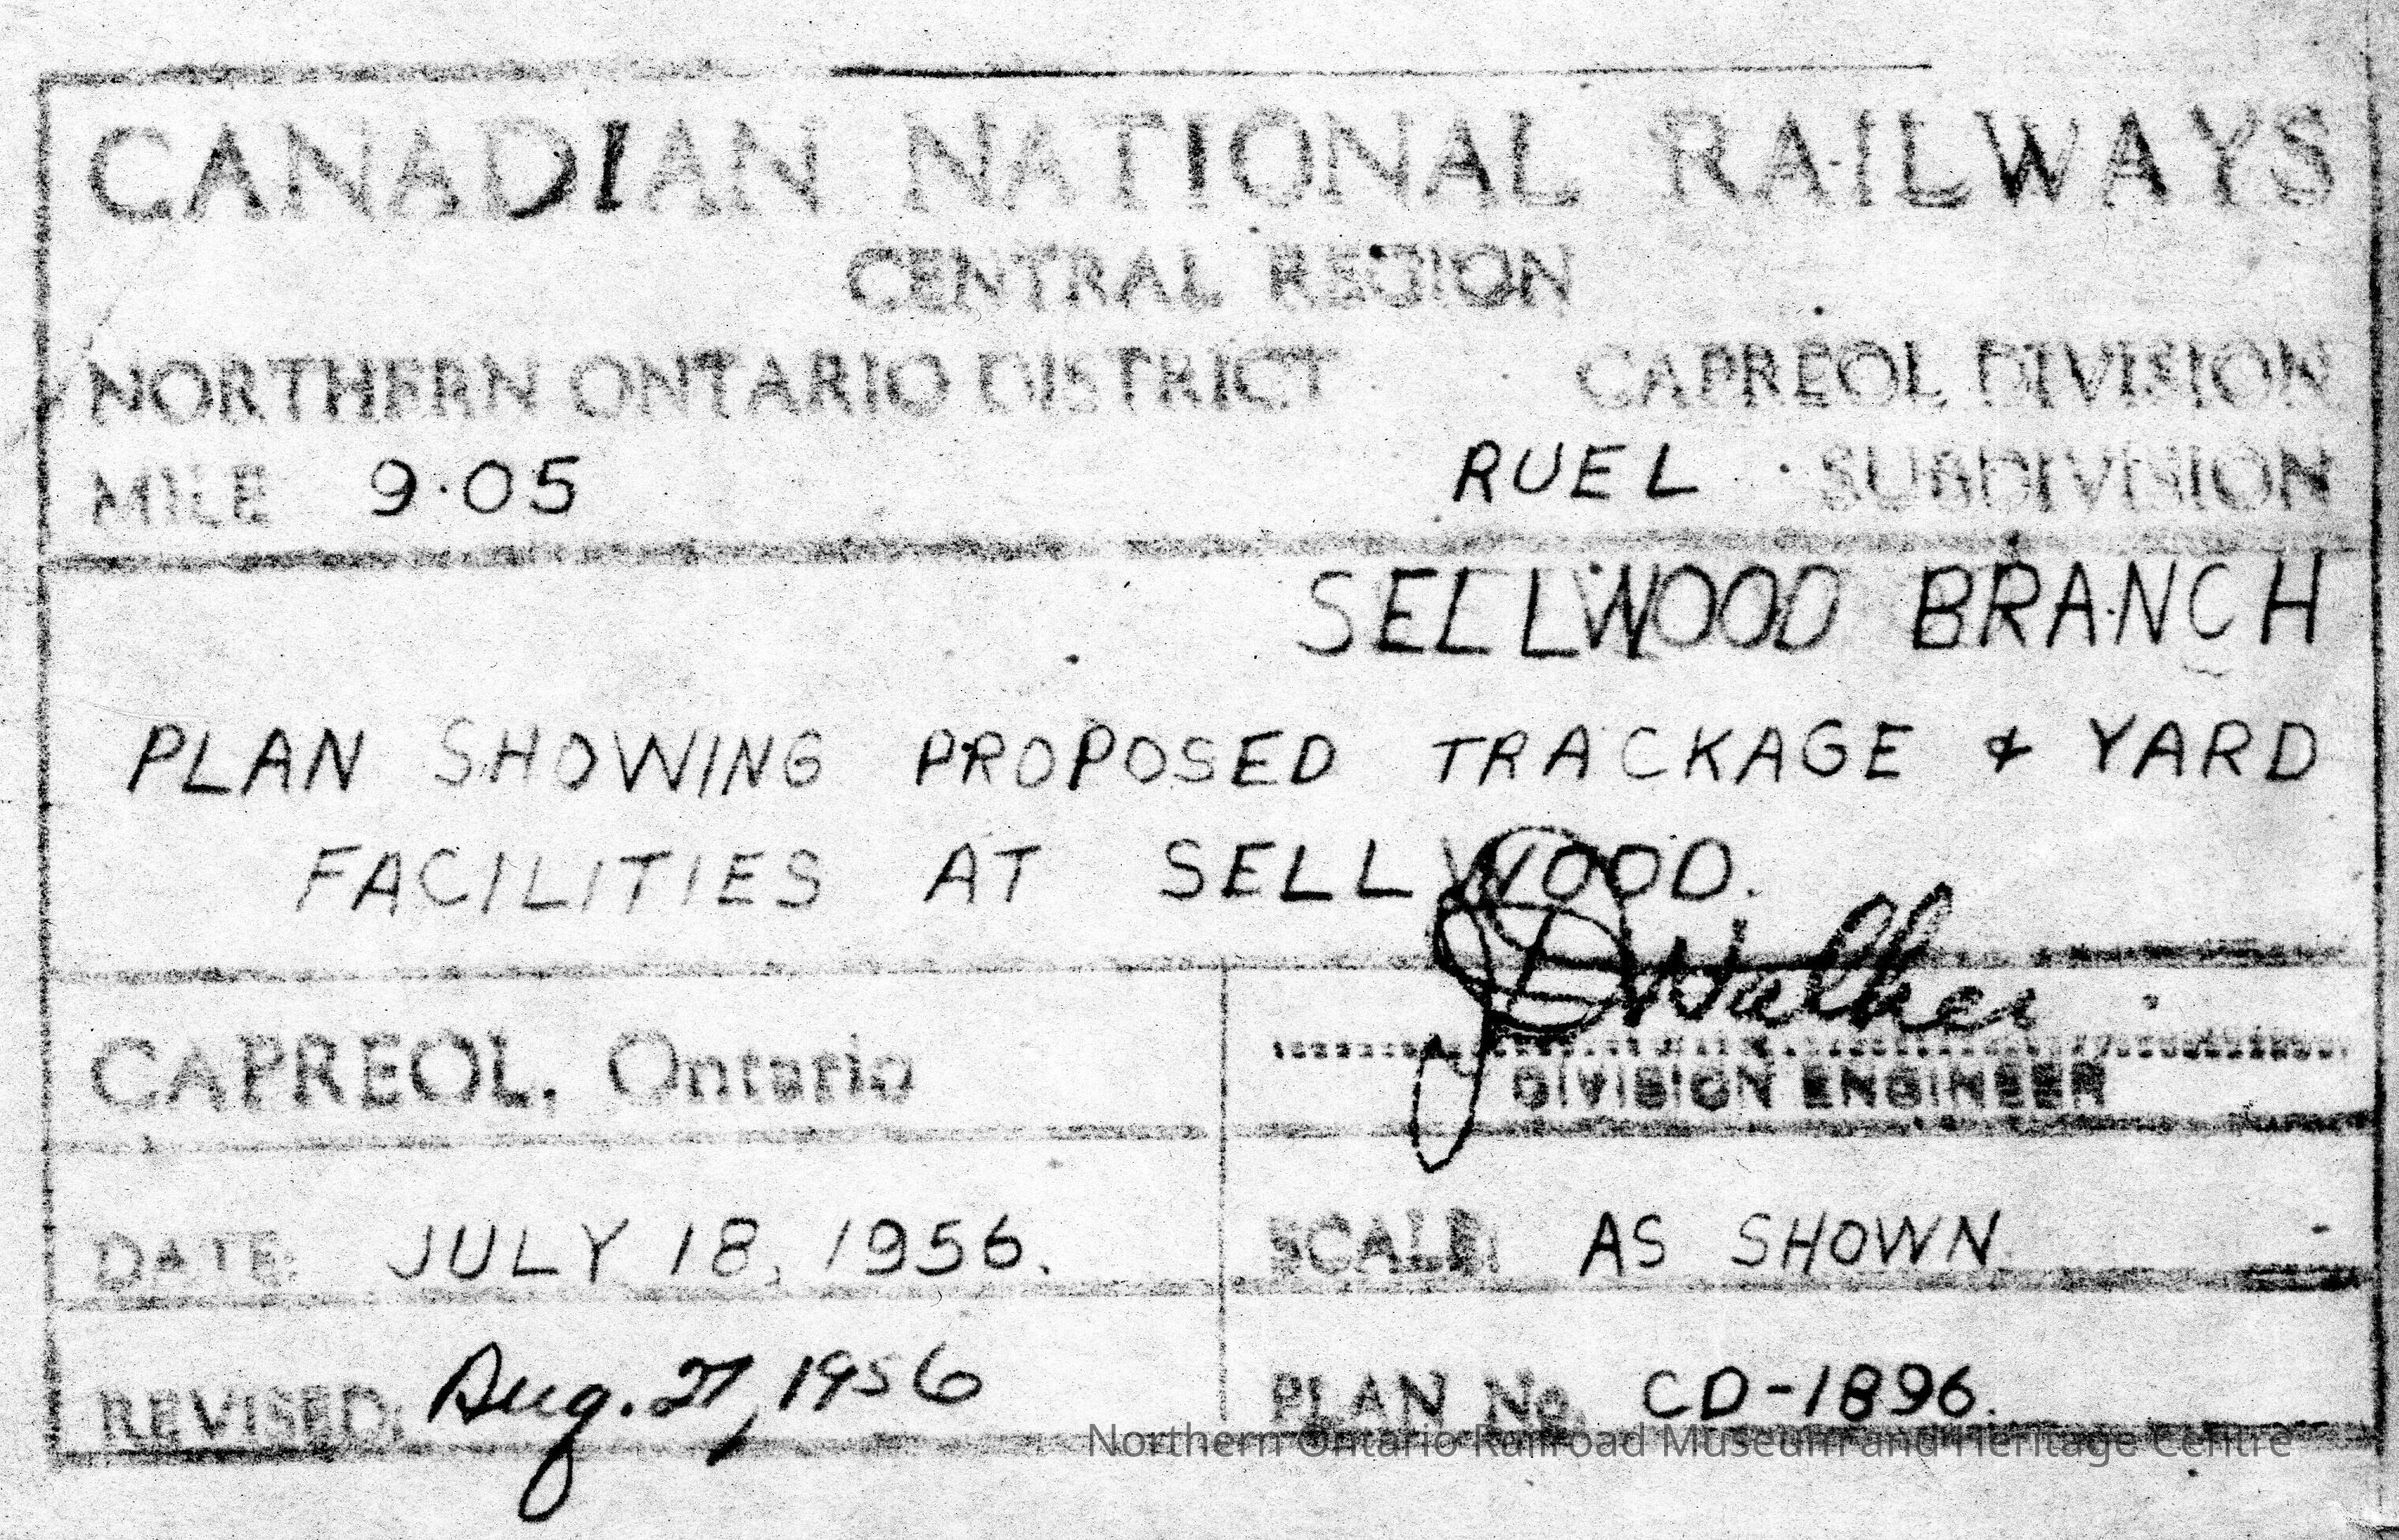 CANADIAN NATIONAL RAILWAYS
CENTRAL REGION
NORTHERN ONTARIO DISTRICT CAPREOL DIVISION
MILE 9.05 RUEL SUBDIVISION
SELLWOOD BRANCH
PLAN SHOWING PROPOSED TRACKAGE & YARD
FACILITIES AT SELLWOOD.
Walker
CAPREOL, Ontario
DIVISION ENGINEER
DATE JULY 18, 1956.
SCALE: AS SHOWN
REVISED: Aug. 27, 1956
PLAN No. CD-1896.
Northern Ontario Railroad Museum and Heritage Centre